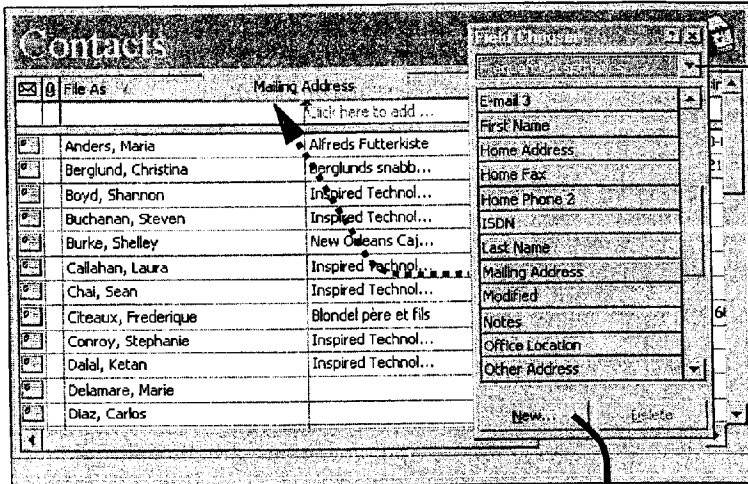 Contacts
File As
Mailing Address
Click here to add ...
Anders, Maria Alfreds Futterkiste
Berglund, Christina Berglunds snabb...
Boyd, Shannon Inspired Technol...
Buchanan, Steven Inspired Technol...
Burke, Shelley New Orleans Caj...
Callahan, Laura Inspired Technol...
Chai, Sean Inspired Technol...
Citeaux, Frederique Blondel père et fils
Conroy, Stephanie Inspired Technol...
Dalal, Ketan Inspired Technol...
Delamare, Marie
Diaz, Carlos
Field Chooser
E-mail 3
First Name
Home Address
Home Fax
Home Phone 2
ISDN
Last Name
Mailing Address
Modified
Notes
Office Location
Other Address
New...
Delete